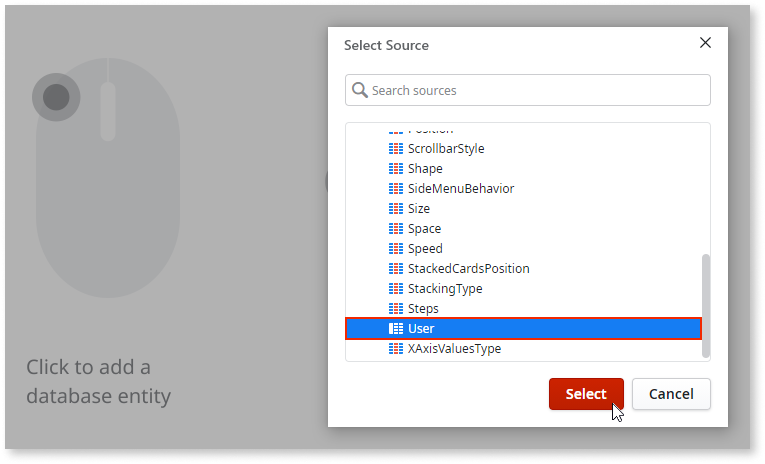 Select Source
Search sources
Position
ScrollbarStyle
Shape
SideMenuBehavior
Size
Space
Speed
StackedCardsPosition
StackingType
Steps
User
XAxisValuesType
Select
Cancel
Click to add a
database entity